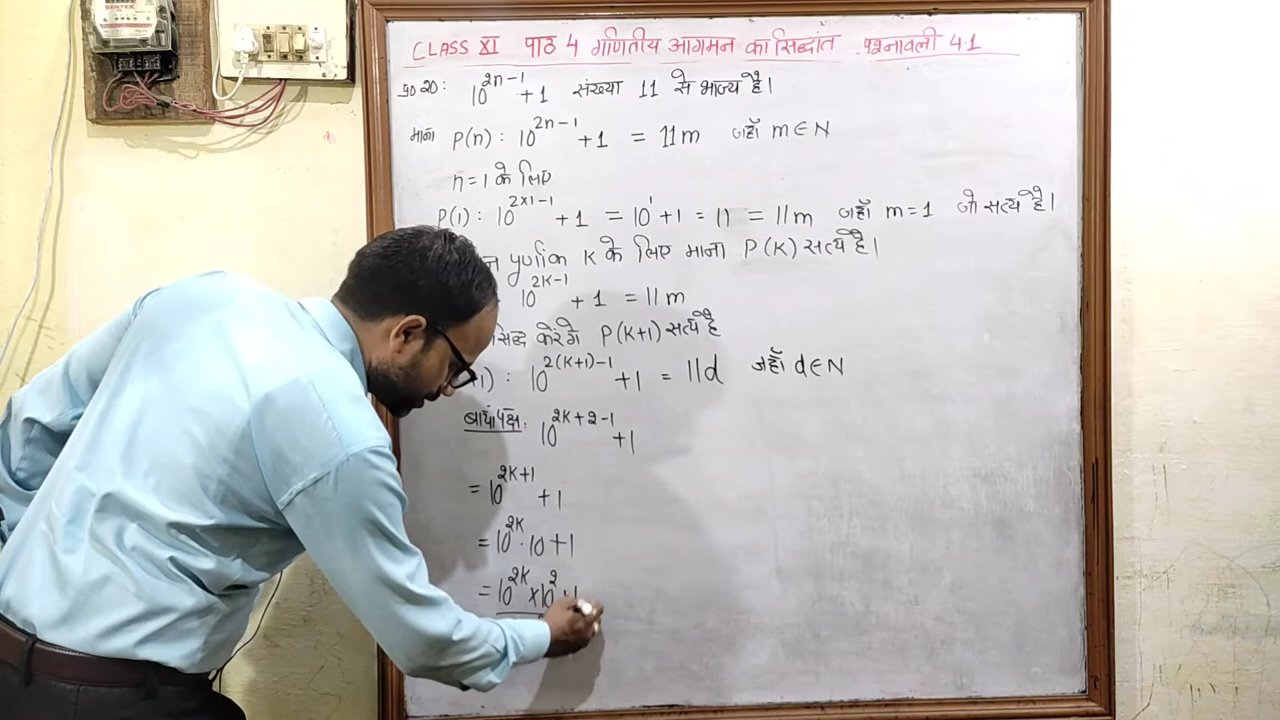 CLASS XI पाठ 4 गणितीय आगमन का सिद्धांत प्रश्नावली 4.1
प्र० २०: 10^{2n-1} + 1 संख्या 11 से भाज्य है।
माना P(n) : 10^{2n-1} + 1 = 11m जहाँ m ∈ N
n = 1 के लिए
P(1) : 10^{2×1-1} + 1 = 10^1 + 1 = 11 = 11m जहाँ m = 1 जो सत्य है।
पूर्णांक K के लिए माना P(K) सत्य है।
10^{2K-1} + 1 = 11m
सिद्ध करेंगे P(K+1) सत्य है
1) : 10^{2(K+1)-1} + 1 = 11d जहाँ d ∈ N
बायाँ पक्ष: 10^{2K+2-1} + 1
= 10^{2K+1} + 1
= 10^{2K} · 10 + 1
= 10^{2K} × 10^2